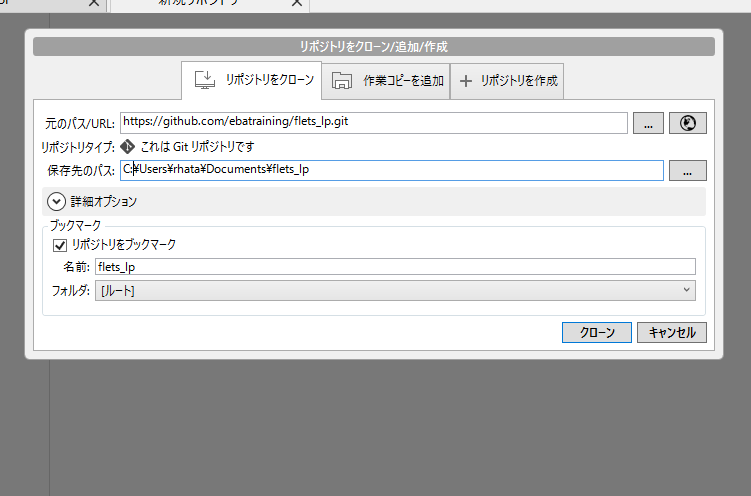 新規リポジトリ
リポジトリをクローン/追加/作成
リポジトリをクローン 作業コピーを追加 リポジトリを作成
元のパス/URL: https://github.com/ebatraining/flets_lp.git ...
リポジトリタイプ: これは Git リポジトリです
保存先のパス: C:¥Users¥rhata¥Documents¥flets_lp ...
詳細オプション
ブックマーク
リポジトリをブックマーク
名前: flets_lp
フォルダ: [ルート]
クローン キャンセル